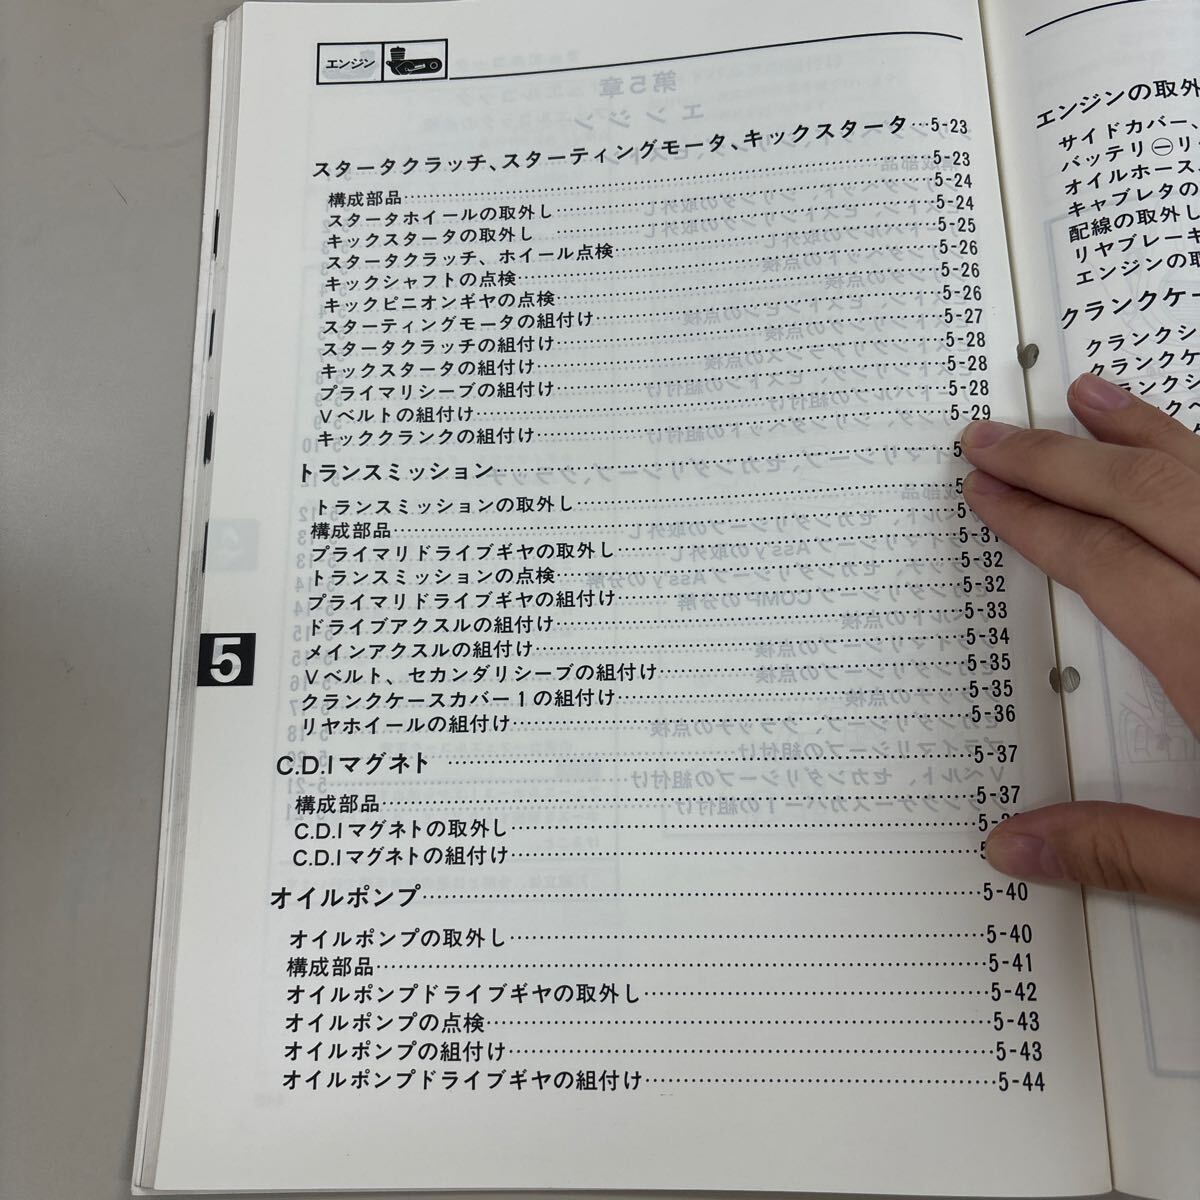 エンジン
スタータクラッチ、スターティングモータ、キックスタータ…5-23
構成部品…5-23
スタータホイールの取外し…5-24
キックスタータの取外し 5-24
スタータクラッチ、ホイール点検…5-25
キックシャフトの点検…5-26
キックピニオンギヤの点検…5-26
スターティングモータの組付け…5-26
スタータクラッチの組付け…5-27
キックスタータの組付け…5-28
プライマリシーブの組付け…5-28
Vベルトの組付け…5-28
キッククランクの組付け…5-29
トランスミッション…5
トランスミッションの取外し…5
構成部品…5-
プライマリドライブギヤの取外し…5-31
トランスミッションの点検…5-32
プライマリドライブギヤの組付け…5-32
ドライブアクスルの組付け…5-33
メインアクスルの組付け…5-34
Vベルト、セカンダリシーブの組付け…5-35
クランクケースカバー1の組付け…5-35
リヤホイールの組付け…5-36
C.D.Iマグネト…5-37
構成部品…5-37
C.D.Iマグネトの取外し…5-
C.D.Iマグネトの組付け…5
オイルポンプ…5-40
オイルポンプの取外し…5-40
構成部品…5-41
オイルポンプドライブギヤの取外し…5-42
オイルポンプの点検…5-43
オイルポンプの組付け…5-43
オイルポンプドライブギヤの組付け…5-44
5
エンジンの取外
サイドカバー、
バッテリ㊀リー
オイルホース、
キャブレタの
配線の取外し
リヤブレーキ
エンジンの取
クランクケー
クランクシ
クランクケ
ランクシ